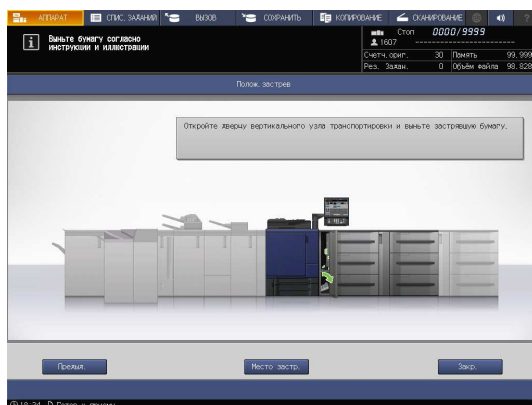 АППАРАТ
СПИС. ЗАДАНИЙ
ВЫЗОВ
СОХРАНИТЬ
КОПИРОВАНИЕ
СКАНИРОВАНИЕ
?
Выньте бумагу согласно
инструкции и иллюстрации
Стоп 0000/9999
1607
Счетч.ориг. 30 Память 99.999
Рез. Задан. 0 Объём файла 98.828
Полож.застрев
Откройте дверцу вертикального узла транспортировки и выньте застрявшую бумагу.
Предыл.
Место застр.
Закр.